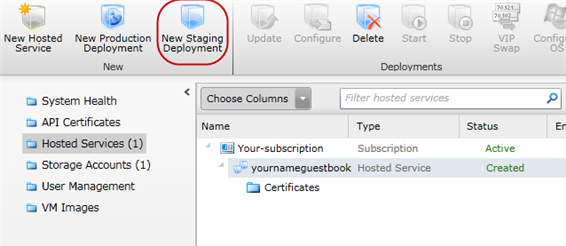 New Hosted Service
New Production Deployment
New Staging Deployment
Update
Configure
Delete
Start
Stop
VIP Swap
New
Deployments
System Health
API Certificates
Hosted Services (1)
Storage Accounts (1)
User Management
VM Images
Choose Columns
Filter hosted services
Name Type Status
Your-subscription Subscription Active
yournameguestbook Hosted Service Created
Certificates